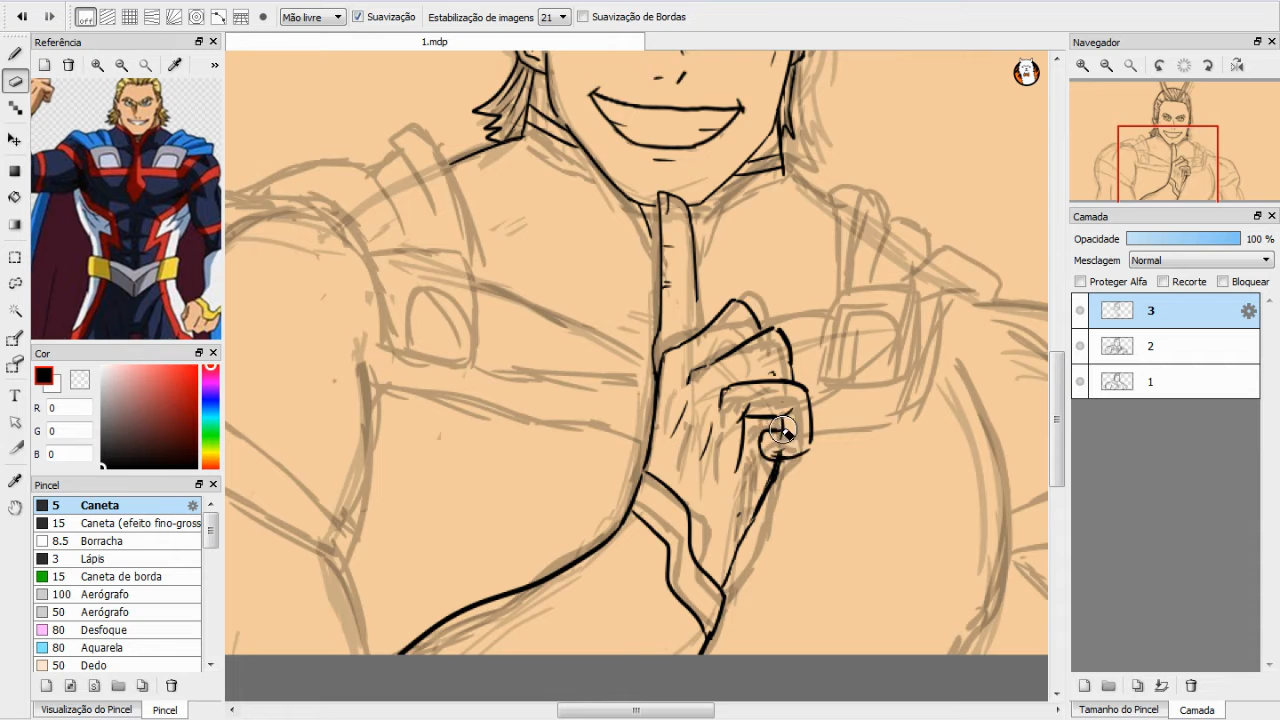 off Mão livre Suavização Estabilização de imagens 21 Suavização de Bordas
Referência
1.mdp
Navegador
»
Camada
Opacidade 100 %
Mesclagem Normal
Proteger Alfa Recorte Bloquear
3
2
1
Cor
R 0
G 0
B 0
Pincel
5 Caneta
15 Caneta (efeito fino-gross
8.5 Borracha
3 Lápis
15 Caneta de borda
100 Aerógrafo
50 Aerógrafo
80 Desfoque
80 Aquarela
50 Dedo
T
S
Visualização do Pincel Pincel
Tamanho do Pincel Camada